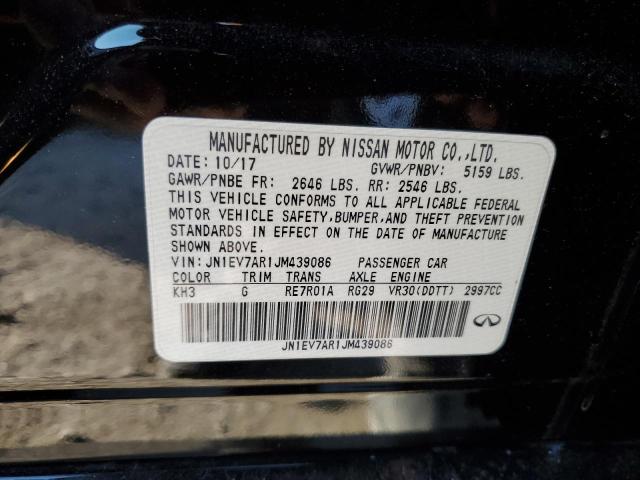 MANUFACTURED BY NISSAN MOTOR CO.,LTD.
DATE: 10/17 GVWR/PNBV: 5159 LBS.
GAWR/PNBE FR: 2646 LBS. RR: 2546 LBS.
THIS VEHICLE CONFORMS TO ALL APPLICABLE FEDERAL
MOTOR VEHICLE SAFETY,BUMPER,AND THEFT PREVENTION
STANDARDS IN EFFECT ON THE DATE OF MANUFACTURE
SHOWN ABOVE.
VIN: JN1EV7AR1JM439086 PASSENGER CAR
COLOR TRIM TRANS AXLE ENGINE
KH3 G RE7R01A RG29 VR30(DDTT) 2997CC
JN1EV7AR1JM439086